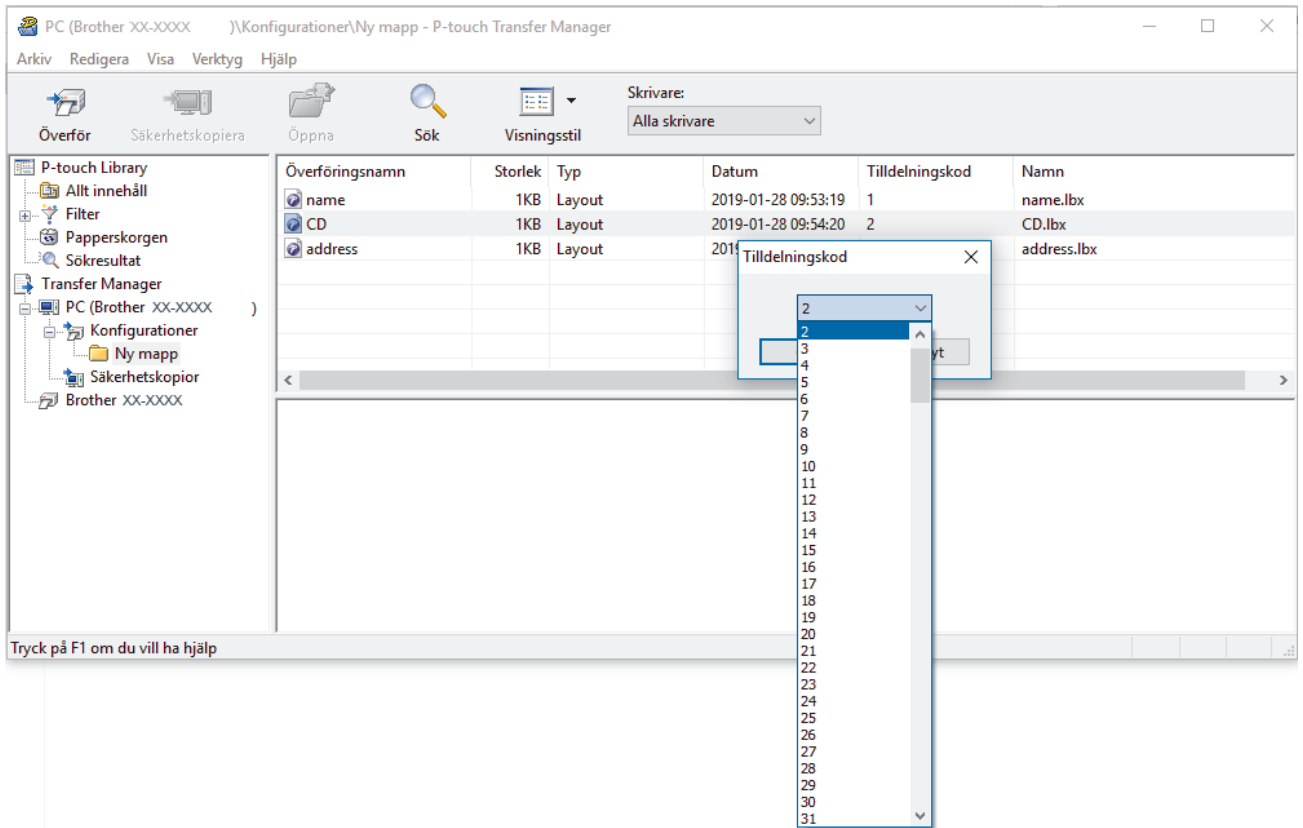 PC (Brother XX-XXXX )\Konfigurationer\Ny mapp - P-touch Transfer Manager
Arkiv Redigera Visa Verktyg Hjälp
Skrivare:
Alla skrivare
Överför Säkerhetskopiera Öppna Sök Visningsstil
P-touch Library
Allt innehåll
Filter
Papperskorgen
Sökresultat
Transfer Manager
PC (Brother XX-XXXX )
Konfigurationer
Ny mapp
Säkerhetskopior
Brother XX-XXXX
Överföringsnamn Storlek Typ Datum Tilldelningskod Namn
name 1KB Layout 2019-01-28 09:53:19 1 name.lbx
CD 1KB Layout 2019-01-28 09:54:20 2 CD.lbx
address 1KB Layout 201 address.lbx
Tilldelningskod
2
2
3
4
5
6
7
8
9
10
11
12
13
14
15
16
17
18
19
20
21
22
23
24
25
26
27
28
29
30
31
yt
Tryck på F1 om du vill ha hjälp